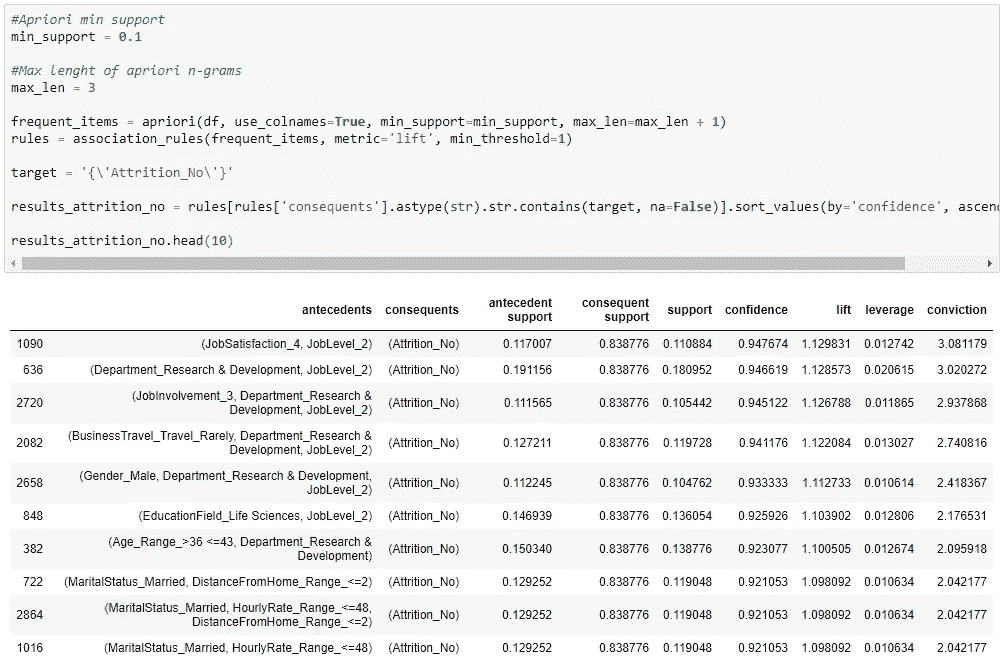 #Apriori min support
min_support = 0.1
#Max lenght of apriori n-grams
max_len = 3
frequent_items = apriori(df, use_colnames=True, min_support=min_support, max_len=max_len + 1)
rules = association_rules(frequent_items, metric='lift', min_threshold=1)
target = '{\'Attrition_No\'}'
results_attrition_no = rules[rules['consequents'].astype(str).str.contains(target, na=False)].sort_values(by='confidence', ascen
results_attrition_no.head(10)
antecedents consequents antecedent support consequent support support confidence lift leverage conviction
1090 (JobSatisfaction_4, JobLevel_2) (Attrition_No) 0.117007 0.838776 0.110884 0.947674 1.129831 0.012742 3.081179
636 (Department_Research & Development, JobLevel_2) (Attrition_No) 0.191156 0.838776 0.180952 0.946619 1.128573 0.020615 3.020272
2720 (JobInvolvement_3, Department_Research & Development, JobLevel_2) (Attrition_No) 0.111565 0.838776 0.105442 0.945122 1.126788 0.011865 2.937868
2082 (BusinessTravel_Travel_Rarely, Department_Research & Development, JobLevel_2) (Attrition_No) 0.127211 0.838776 0.119728 0.941176 1.122084 0.013027 2.740816
2658 (Gender_Male, Department_Research & Development, JobLevel_2) (Attrition_No) 0.112245 0.838776 0.104762 0.933333 1.112733 0.010614 2.418367
848 (EducationField_Life Sciences, JobLevel_2) (Attrition_No) 0.146939 0.838776 0.136054 0.925926 1.103902 0.012806 2.176531
382 (Age_Range_>36 <=43, Department_Research & Development) (Attrition_No) 0.150340 0.838776 0.138776 0.923077 1.100505 0.012674 2.095918
722 (MaritalStatus_Married, DistanceFromHome_Range_<=2) (Attrition_No) 0.129252 0.838776 0.119048 0.921053 1.098092 0.010634 2.042177
2864 (MaritalStatus_Married, HourlyRate_Range_<=48, DistanceFromHome_Range_<=2) (Attrition_No) 0.129252 0.838776 0.119048 0.921053 1.098092 0.010634 2.042177
1016 (MaritalStatus_Married, HourlyRate_Range_<=48) (Attrition_No) 0.129252 0.838776 0.119048 0.921053 1.098092 0.010634 2.042177